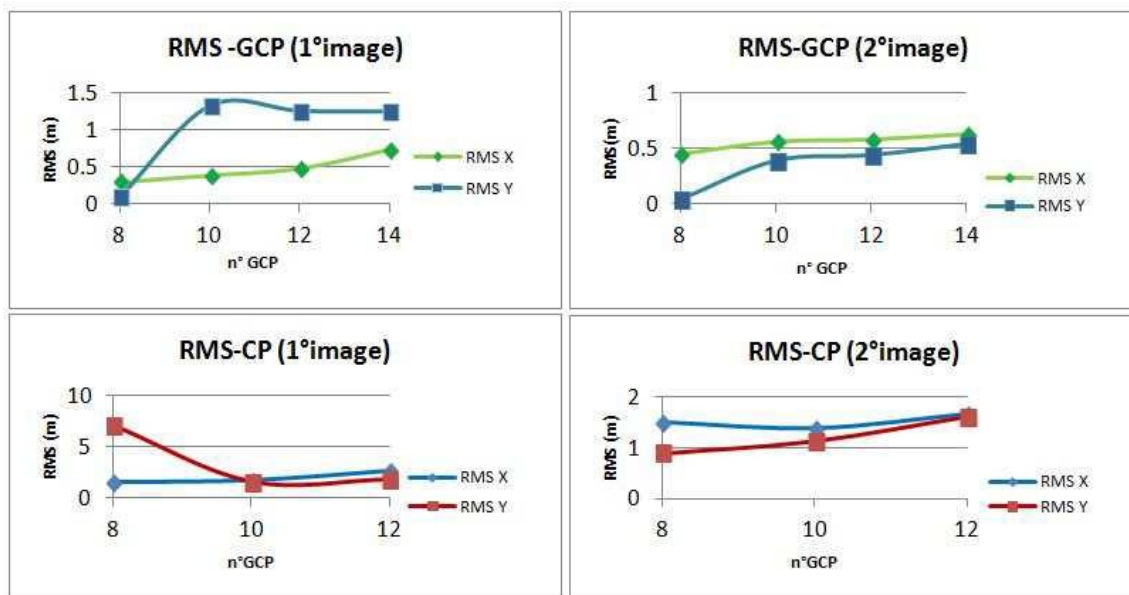 RMS -GCP (1°image)
1.5
1
0.5
0
RMS (m)
8 10 12 14
n° GCP
RMS X
RMS Y
RMS-GCP (2°image)
1
0.5
0
RMS(m)
8 10 12 14
n° GCP
RMS X
RMS Y
RMS-CP (1°image)
10
5
0
RMS (m)
8 10 12
n°GCP
RMS X
RMS Y
RMS-CP (2°image)
2
1
0
RMS (m)
8 10 12
n°GCP
RMS X
RMS Y